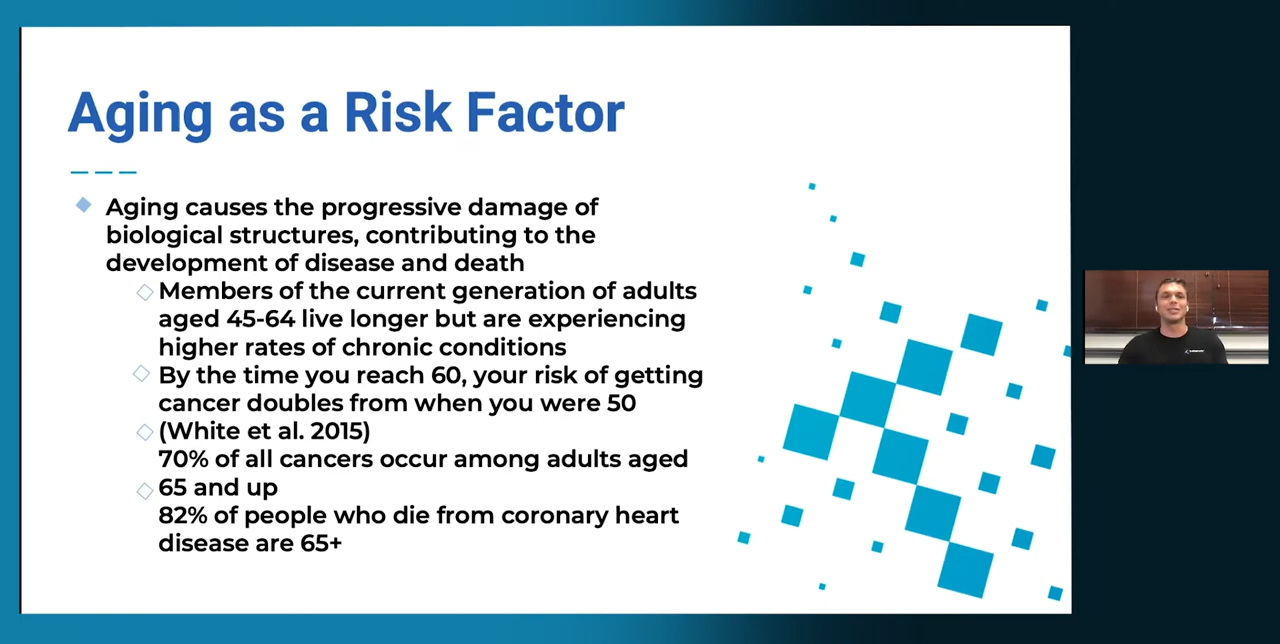 Aging as a Risk Factor
Aging causes the progressive damage of
biological structures, contributing to the
development of disease and death
Members of the current generation of adults
aged 45-64 live longer but are experiencing
higher rates of chronic conditions
By the time you reach 60, your risk of getting
cancer doubles from when you were 50
(White et al. 2015)
70% of all cancers occur among adults aged
65 and up
82% of people who die from coronary heart
disease are 65+